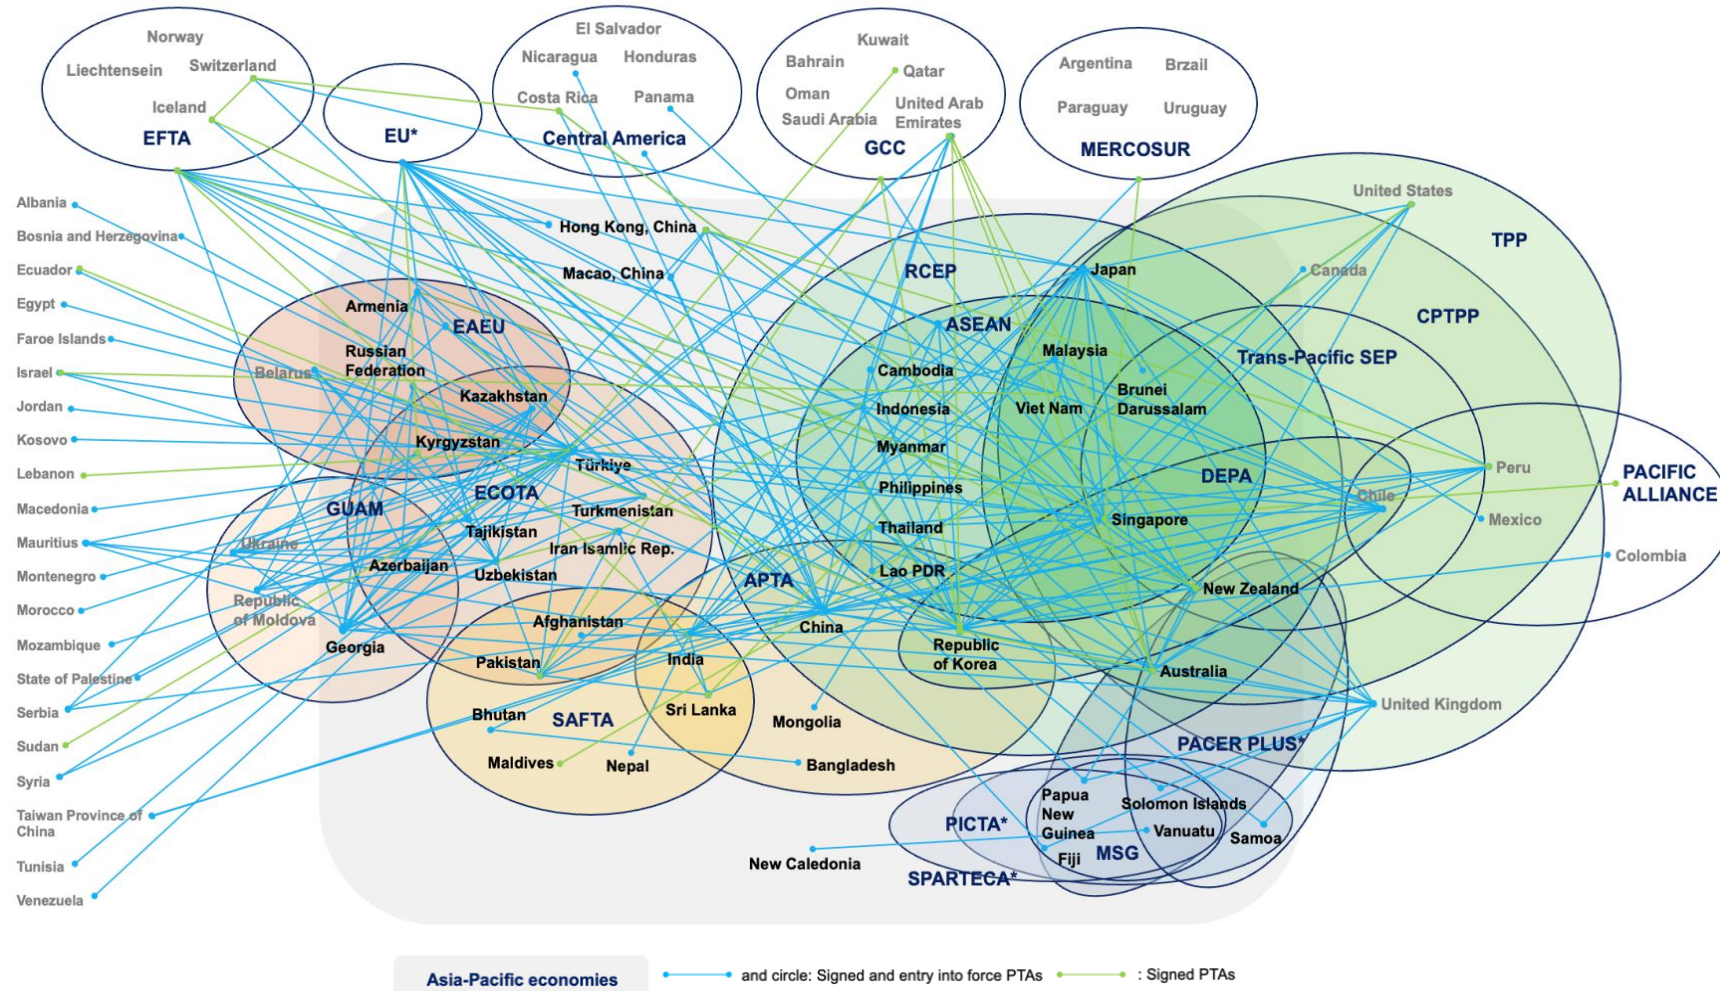 Norway
Liechtensein
Switzerland
Iceland
EFTA
EU*
El Salvador
Nicaragua
Honduras
Costa Rica
Panama
Central America
Kuwait
Bahrain
Qatar
Oman
Saudi Arabia
United Arab
Emirates
GCC
Argentina
Brzail
Paraguay
Uruguay
MERCOSUR
Albania
Bosnia and Herzegovina
Ecuador
Egypt
Faroe Islands
Israel
Jordan
Kosovo
Lebanon
Macedonia
Mauritius
Montenegro
Morocco
Mozambique
State of Palestine
Serbia
Sudan
Syria
Taiwan Province of
China
Tunisia
Venezuela
Hong Kong, China
Macao, China
Armenia
EAEU
Russian
Federation
Belarus
Kazakhstan
Kyrgyzstan
Türkiye
ECOTA
GUAM
Turkmenistan
Tajikistan
Ukraine
Iran Isamlic Rep.
Azerbaijan
Uzbekistan
Republic
of Moldova
Georgia
Afghanistan
Pakistan
India
Bhutan
SAFTA
Sri Lanka
Maldives
Nepal
APTA
China
Mongolia
Bangladesh
RCEP
ASEAN
Cambodia
Indonesia
Myanmar
Philippines
Thailand
Lao PDR
Japan
Malaysia
Viet Nam
Brunei
Darussalam
Singapore
Republic
of Korea
New Zealand
Australia
United States
TPP
Canada
CPTPP
Trans-Pacific SEP
DEPA
Chile
Peru
PACIFIC
ALLIANCE
Mexico
Colombia
United Kingdom
PACER PLUS*
Papua
New
Guinea
Solomon Islands
PICTA*
Vanuatu
Samoa
MSG
Fiji
New Caledonia
SPARTECA*
Asia-Pacific economies
and circle: Signed and entry into force PTAs
: Signed PTAs